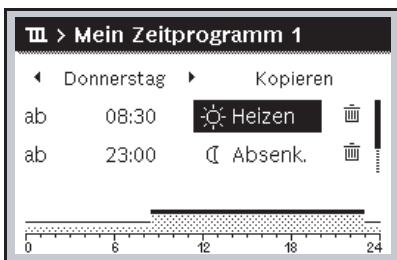 > Mein Zeitprogramm 1
Donnerstag Kopieren
ab 08:30 Heizen
ab 23:00 Absenk.
0 6 12 18 24